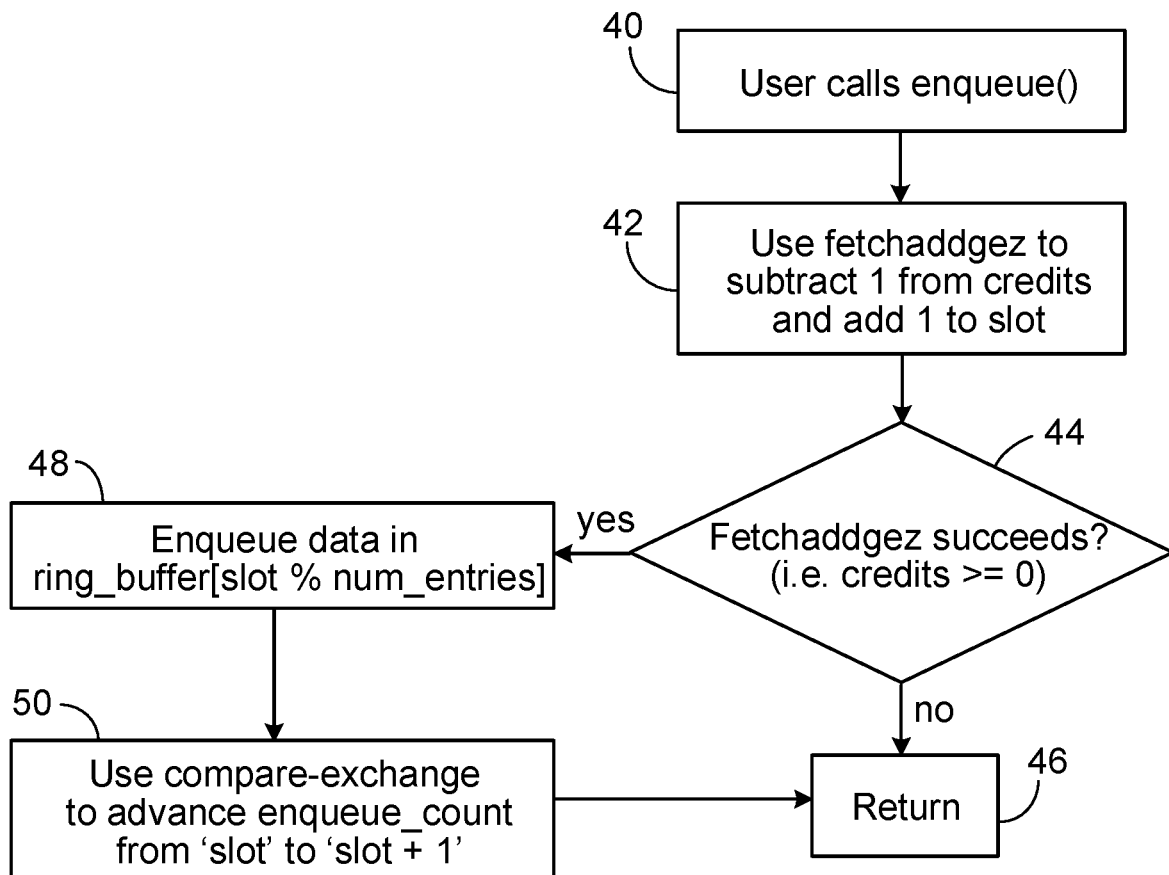 40
User calls enqueue()
42
Use fetchaddgez to
subtract 1 from credits
and add 1 to slot
44
Fetchaddgez succeeds?
(i.e. credits >= 0)
yes
48
Enqueue data in
ring_buffer[slot % num_entries]
50
Use compare-exchange
to advance enqueue_count
from ‘slot’ to ‘slot + 1’
no
46
Return